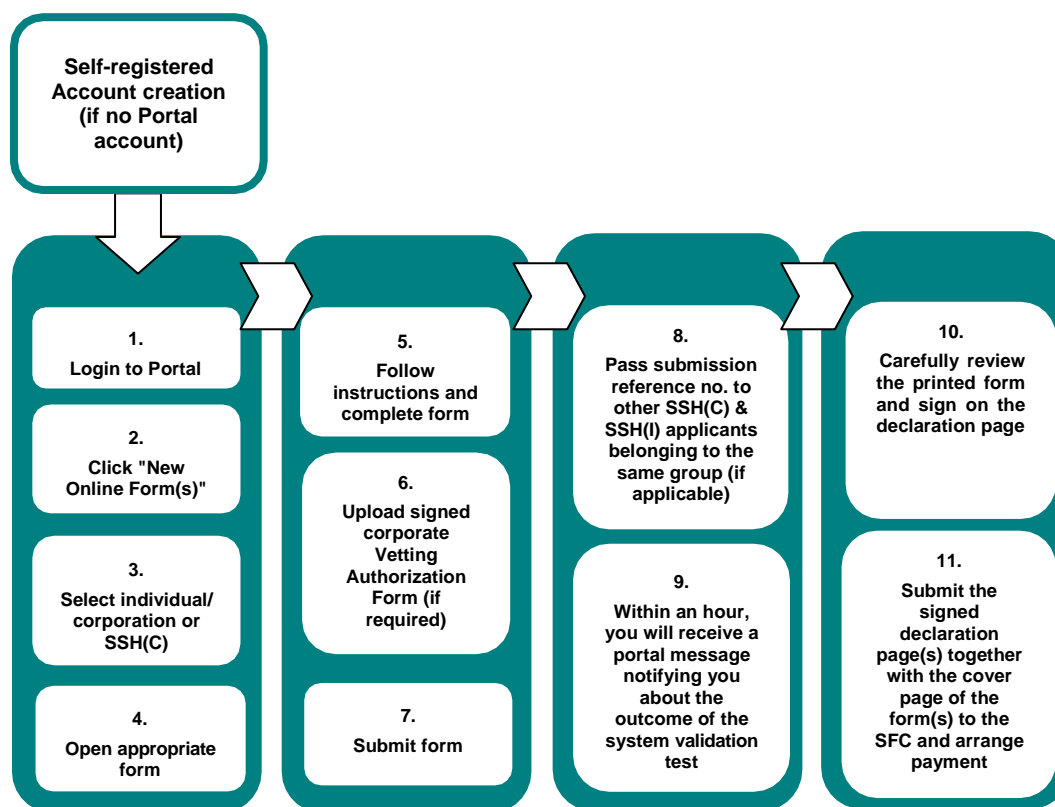 Self-registered
Account creation
(if no Portal
account)
1.
Login to Portal
2.
Click "New
Online Form(s)"
3.
Select individual/
corporation or
SSH(C)
4.
Open appropriate
form
5.
Follow
instructions and
complete form
6.
Upload signed
corporate
Vetting
Authorization
Form (if
required)
7.
Submit form
8.
Pass submission
reference no. to
other SSH(C) &
SSH(I) applicants
belonging to the
same group (if
applicable)
9.
Within an hour,
you will receive a
portal message
notifying you
about the
outcome of the
system validation
test
10.
Carefully review
the printed form
and sign on the
declaration page
11.
Submit the
signed
declaration
page(s) together
with the cover
page of the
form(s) to the
SFC and arrange
payment